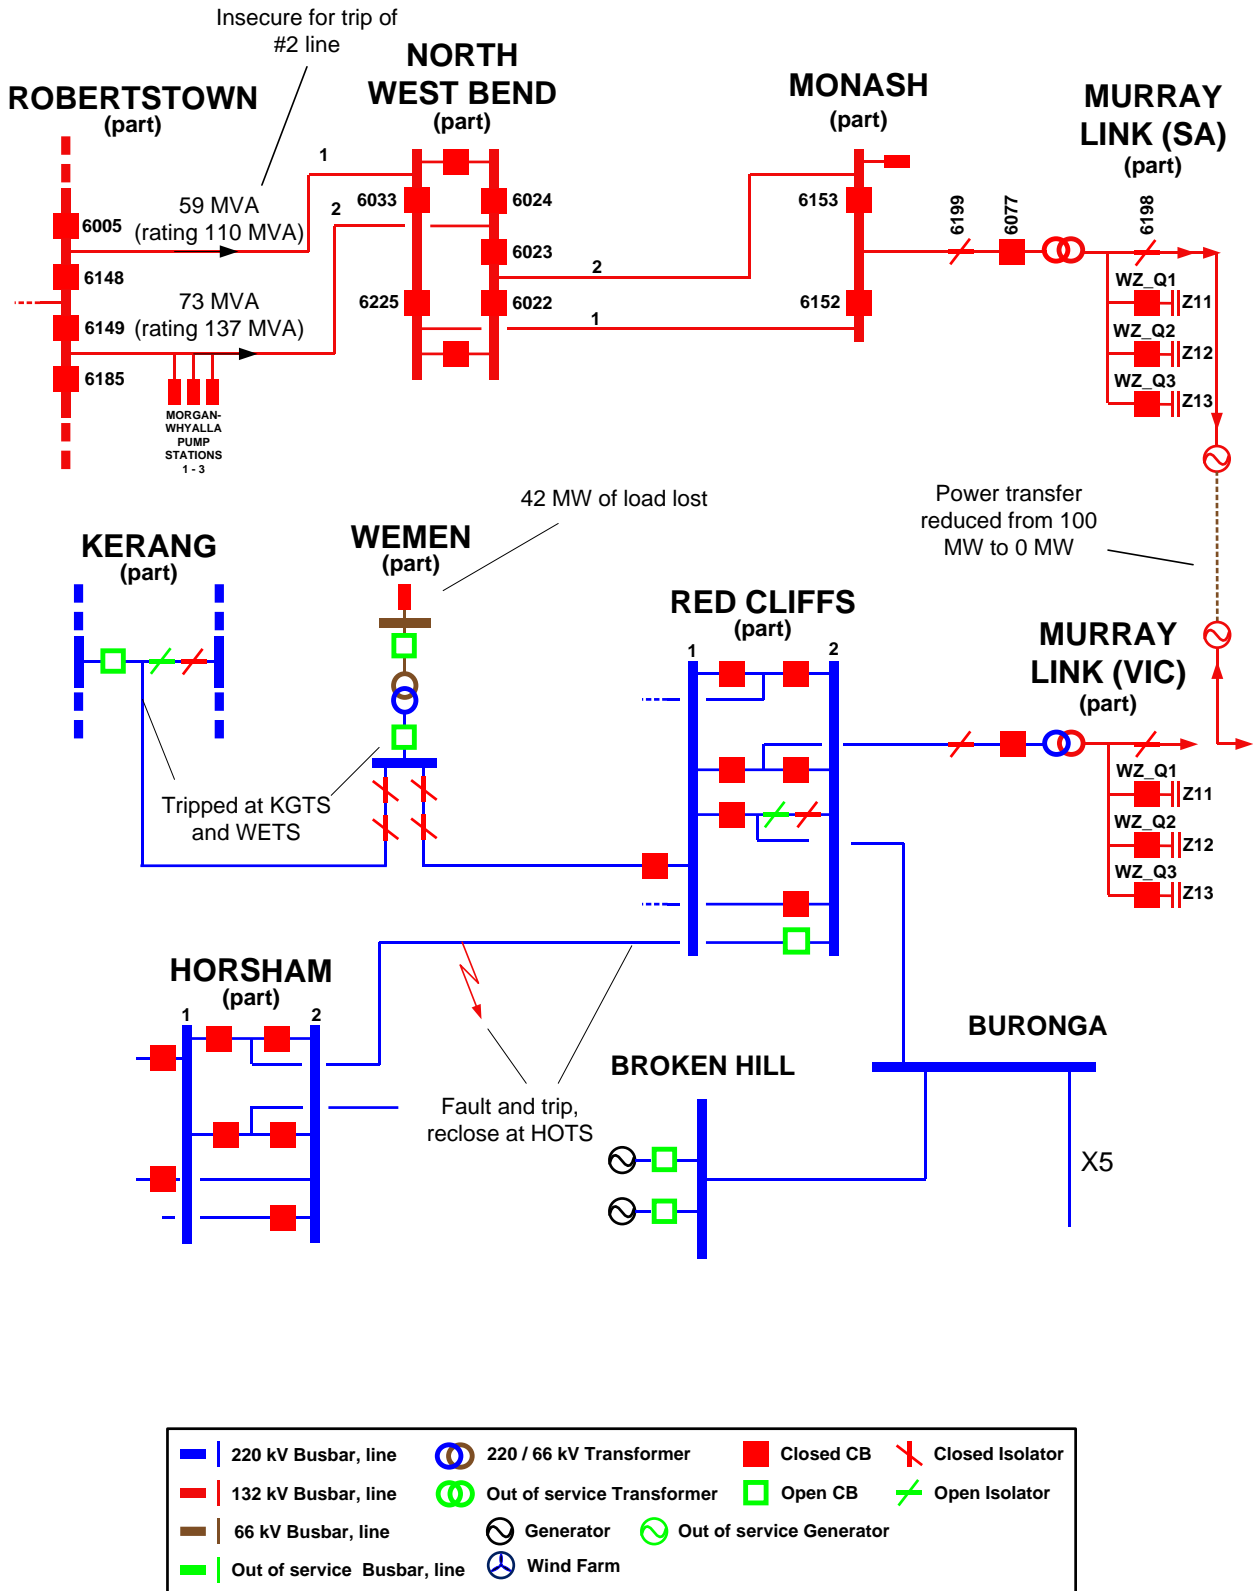 Insecure for trip of
#2 line
ROBERTSTOWN
(part)
NORTH
WEST BEND
(part)
MONASH
(part)
MURRAY
LINK (SA)
(part)
1
59 MVA
(rating 110 MVA)
2
6005
6148
73 MVA
(rating 137 MVA)
6149
6185
MORGAN-
WHYALLA
PUMP
STATIONS
1 - 3
6033
6024
6023
6225
6022
2
1
6153
6152
6199
6077
6198
WZ_Q1
Z11
WZ_Q2
Z12
WZ_Q3
Z13
42 MW of load lost
Power transfer
reduced from 100
MW to 0 MW
KERANG
(part)
WEMEN
(part)
RED CLIFFS
(part)
1
2
MURRAY
LINK (VIC)
(part)
Tripped at KGTS
and WETS
WZ_Q1
Z11
WZ_Q2
Z12
WZ_Q3
Z13
HORSHAM
(part)
1
2
Fault and trip,
reclose at HOTS
BROKEN HILL
BURONGA
X5
220 kV Busbar, line
220 / 66 kV Transformer
Closed CB
Closed Isolator
132 kV Busbar, line
Out of service Transformer
Open CB
Open Isolator
66 kV Busbar, line
Generator
Out of service Generator
Out of service Busbar, line
Wind Farm